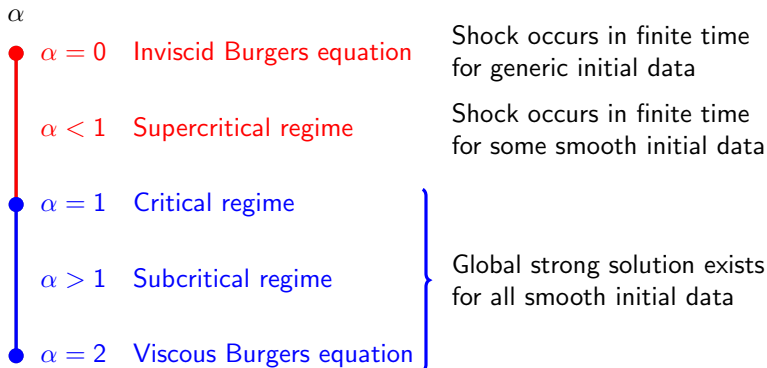 α
α = 0 Inviscid Burgers equation
Shock occurs in finite time
for generic initial data
α < 1 Supercritical regime
Shock occurs in finite time
for some smooth initial data
α = 1 Critical regime
α > 1 Subcritical regime
Global strong solution exists
for all smooth initial data
α = 2 Viscous Burgers equation